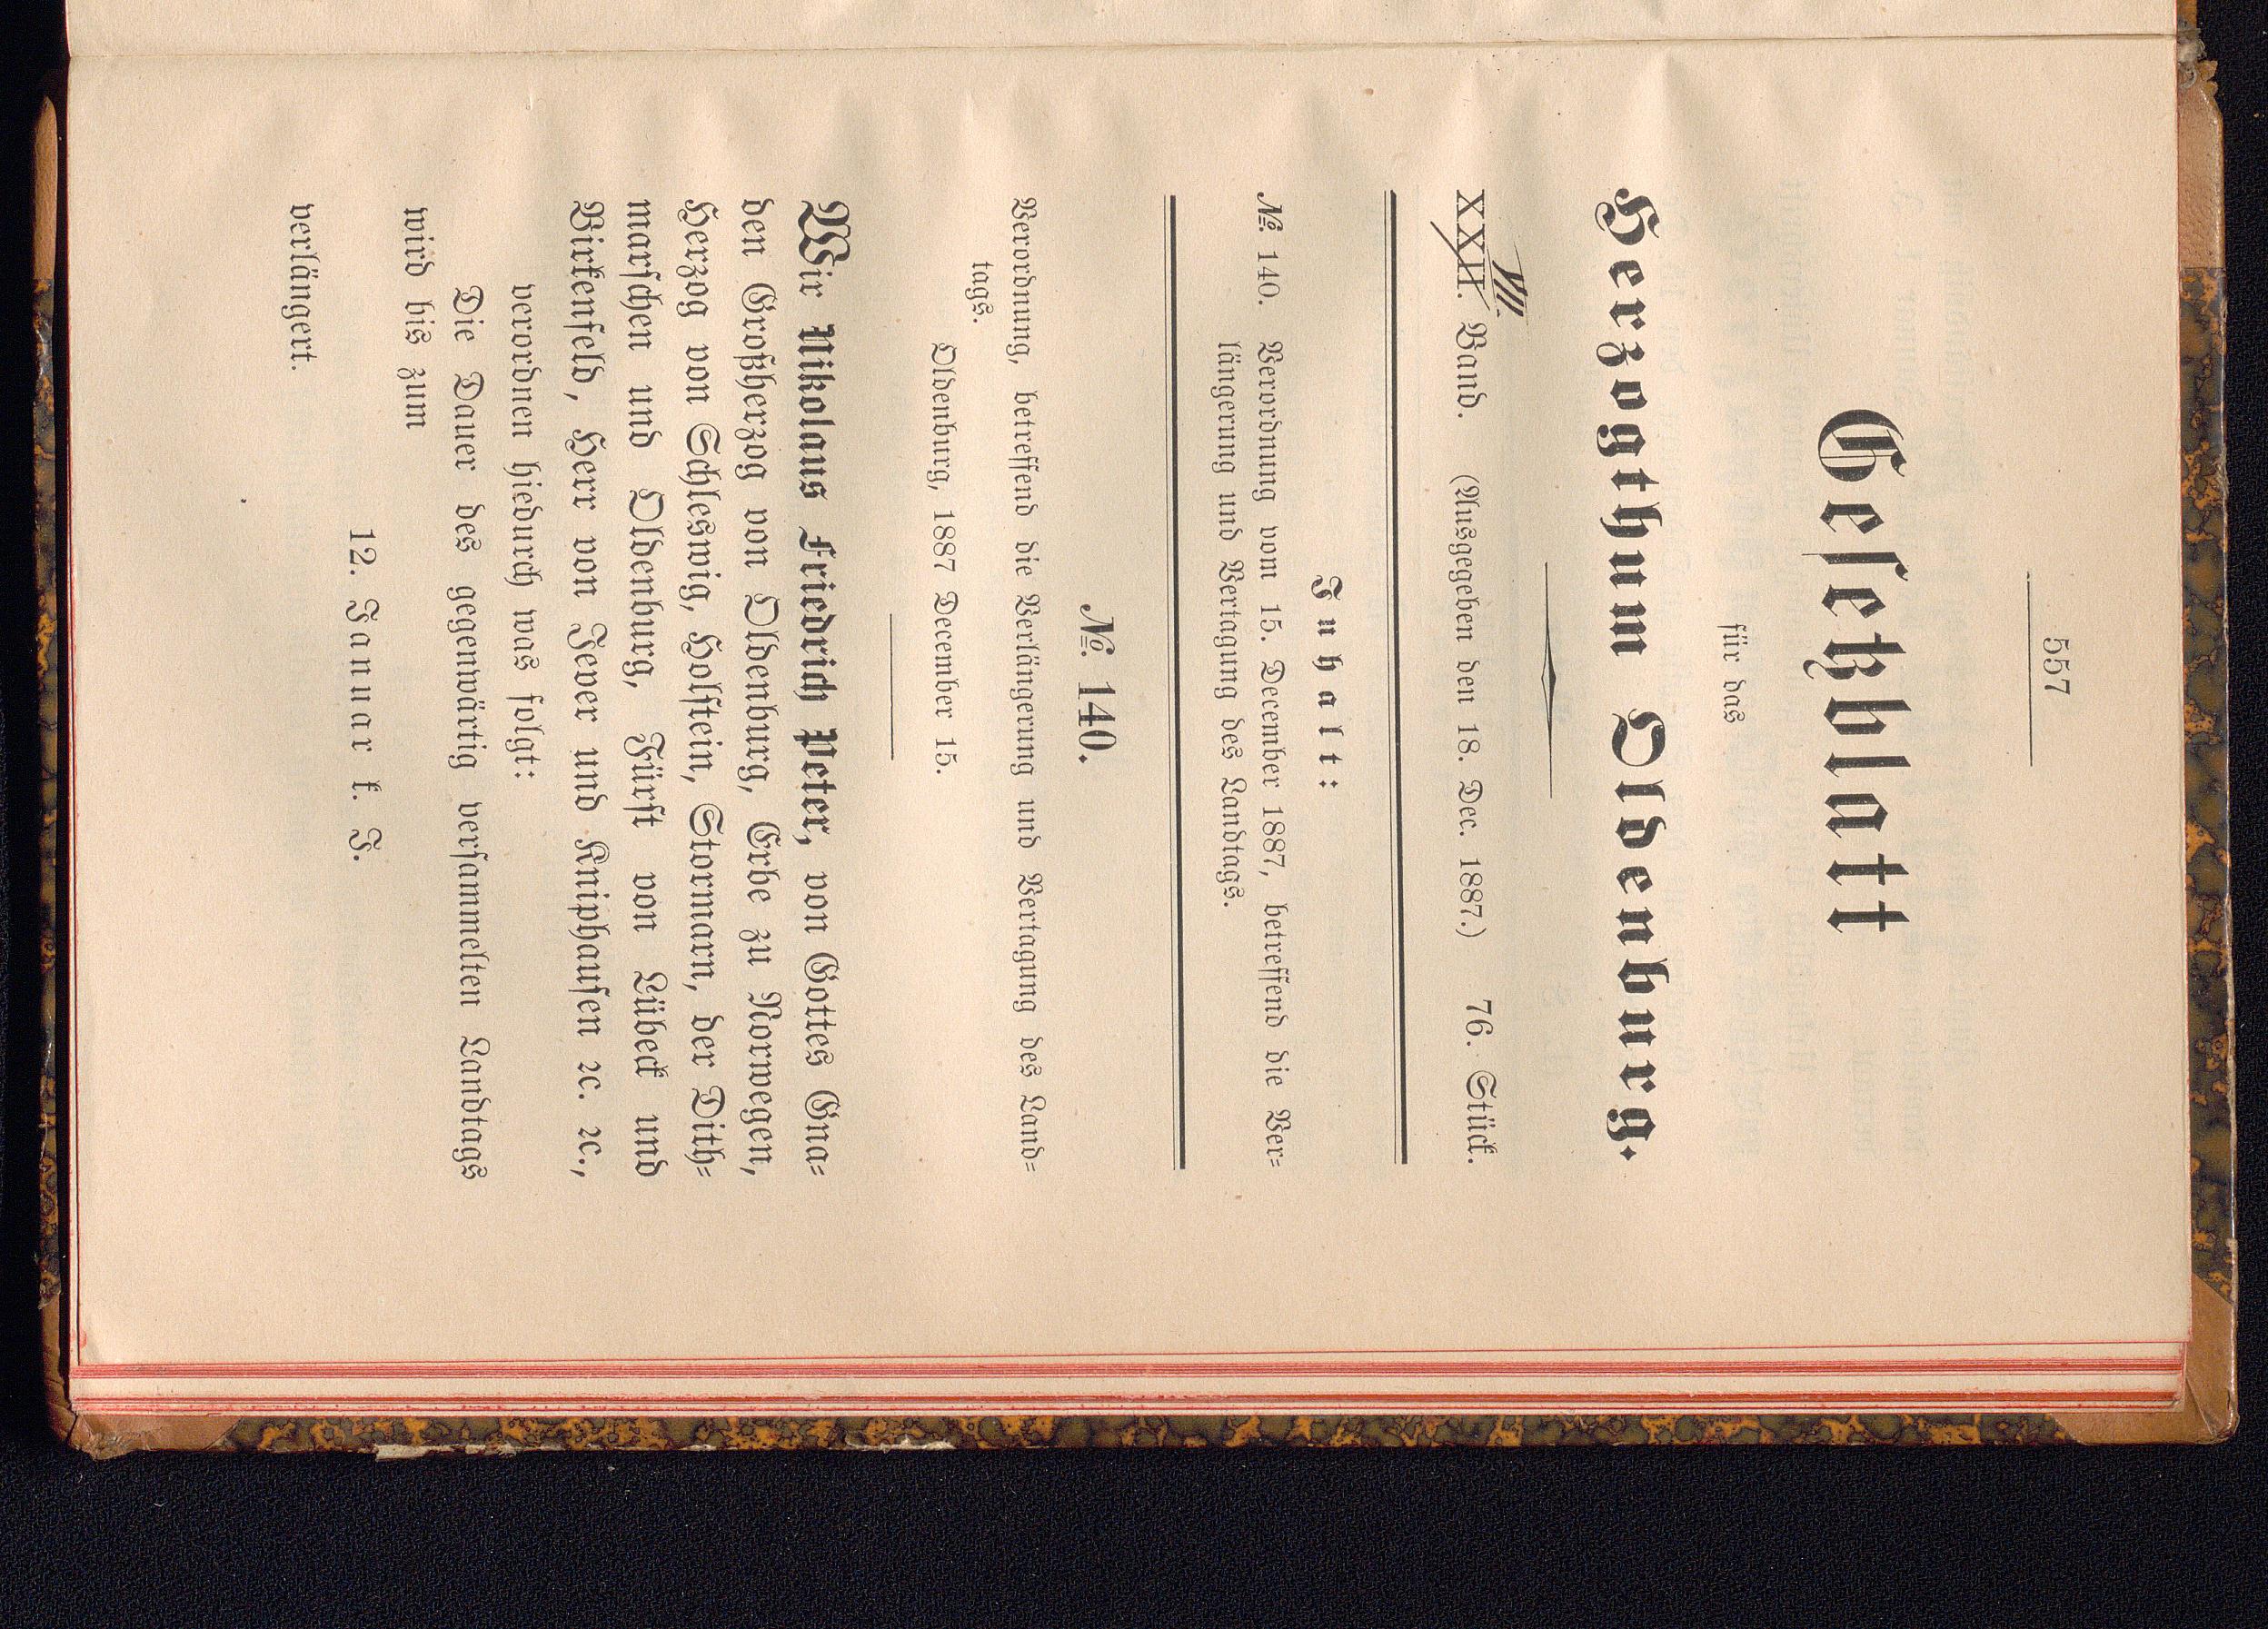 557
Gesetzblatt
für das
Herzogthum Oldenburg.
XXII. VII. Band. (Ausgegeben den 18. Dec. 1887.) 76. Stück.
Inhalt:
№. 140. Verordnung vom 15. December 1887, betreffend die Ver-
längerung und Vertagung des Landtags.
№. 140.
Verordnung, betreffend die Verlängerung und Vertagung des Land-
tags.
Oldenburg, 1887 December 15.
Wir Nikolaus Friedrich Peter, von Gottes Gna-
den Großherzog von Oldenburg, Erbe zu Norwegen,
Herzog von Schleswig, Holstein, Stormarn, der Dith-
marschen und Oldenburg, Fürst von Lübeck und
Birkenfeld, Herr von Jever und Kniphausen ꝛc. ꝛc.,
verordnen hiedurch was folgt:
Die Dauer des gegenwärtig versammelten Landtags
wird bis zum
12. Januar k. J.
verlängert.